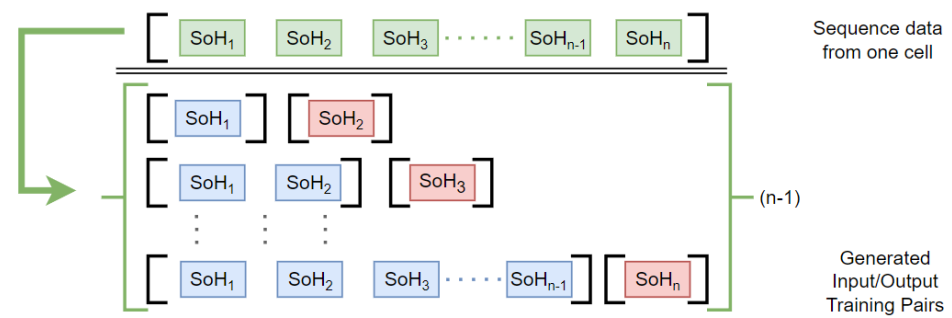 SoH₁ SoH₂ SoH₃ ······ SoHₙ₋₁ SoHₙ
Sequence data
from one cell
SoH₁ SoH₂
SoH₁ SoH₂ SoH₃
(n-1)
SoH₁ SoH₂ SoH₃ ······ SoHₙ₋₁ SoHₙ
Generated
Input/Output
Training Pairs